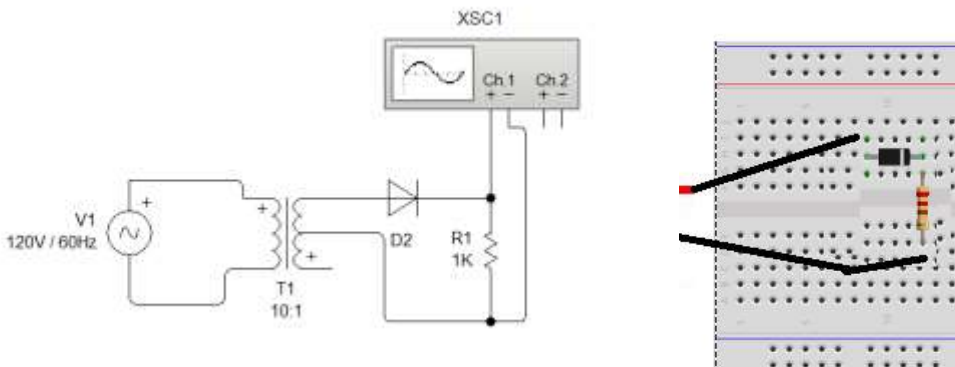 XSC1
Ch.1 Ch.2
+ − + −
+ +
V1
120V / 60Hz
D2
R1
1K
+
T1
10:1